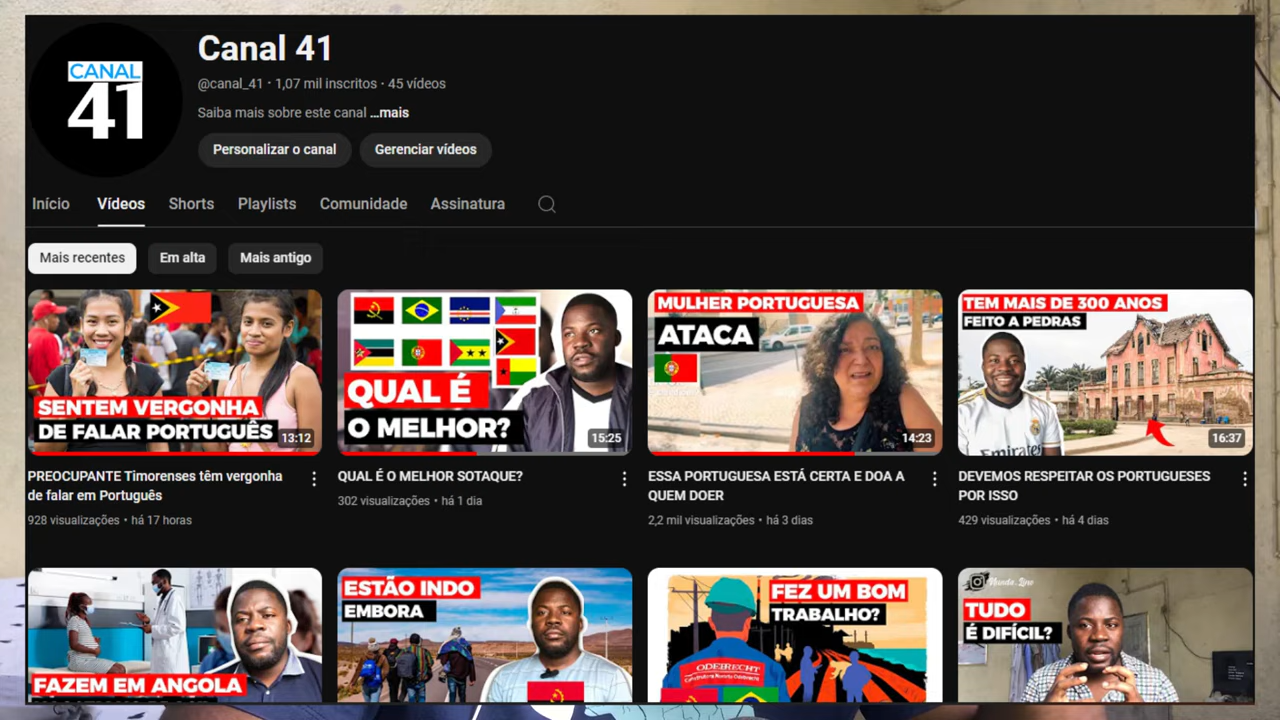 CANAL
41
Canal 41
@canal_41 • 1,07 mil inscritos • 45 vídeos
Saiba mais sobre este canal ...mais
Personalizar o canal
Gerenciar vídeos
Início
Vídeos
Shorts
Playlists
Comunidade
Assinatura
Mais recentes
Em alta
Mais antigo
SENTEM VERGONHA
DE FALAR PORTUGUÊS
13:12
QUAL É
O MELHOR?
15:25
MULHER PORTUGUESA
ATACA
14:23
TEM MAIS DE 300 ANOS
FEITO A PEDRAS
16:37
PREOCUPANTE Timorenses têm vergonha
de falar em Português
928 visualizações • há 17 horas
QUAL É O MELHOR SOTAQUE?
302 visualizações • há 1 dia
ESSA PORTUGUESA ESTÁ CERTA E DOA A
QUEM DOER
2,2 mil visualizações • há 3 dias
DEVEMOS RESPEITAR OS PORTUGUESES
POR ISSO
429 visualizações • há 4 dias
FAZEM EM ANGOLA
ESTÃO INDO
EMBORA
FEZ UM BOM
TRABALHO?
ODEBRECHT
TUDO
É DIFÍCIL?